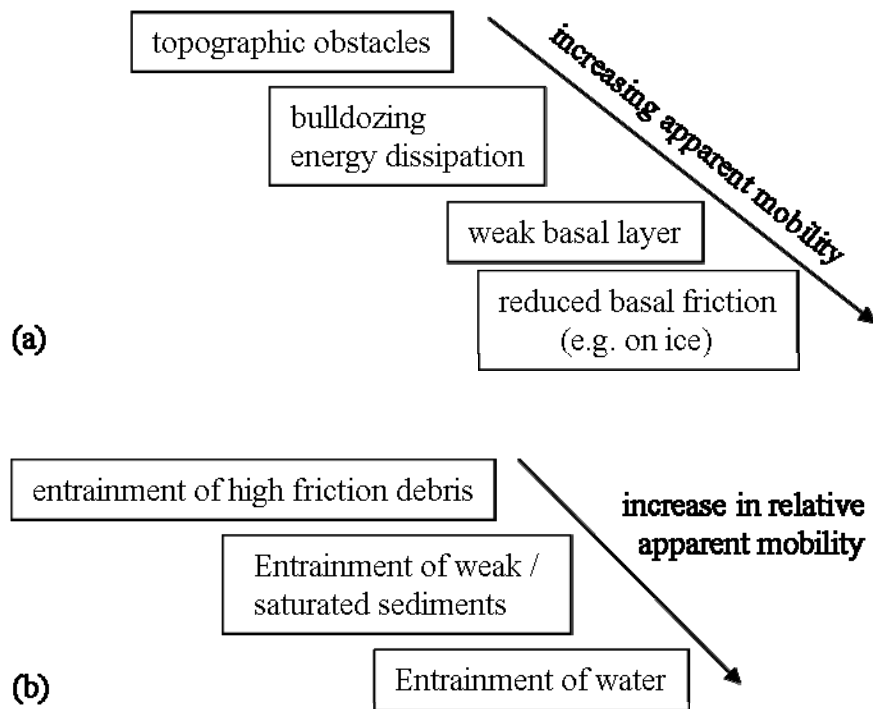 topographic obstacles
increasing apparent mobility
bulldozing
energy dissipation
weak basal layer
reduced basal friction
(e.g. on ice)
(a)
entrainment of high friction debris
increase in relative
apparent mobility
Entrainment of weak /
saturated sediments
Entrainment of water
(b)